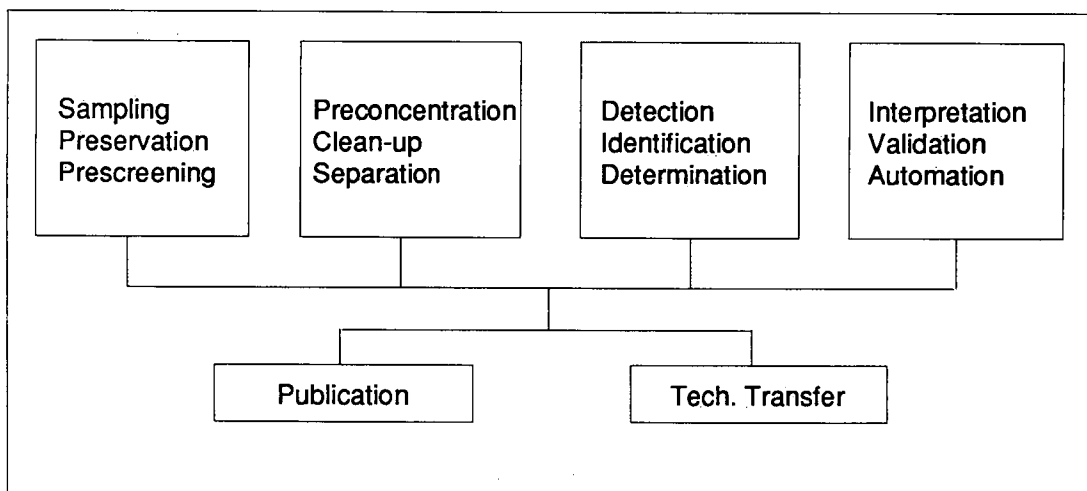 Sampling
Preservation
Prescreening
Preconcentration
Clean-up
Separation
Detection
Identification
Determination
Interpretation
Validation
Automation
Publication
Tech. Transfer